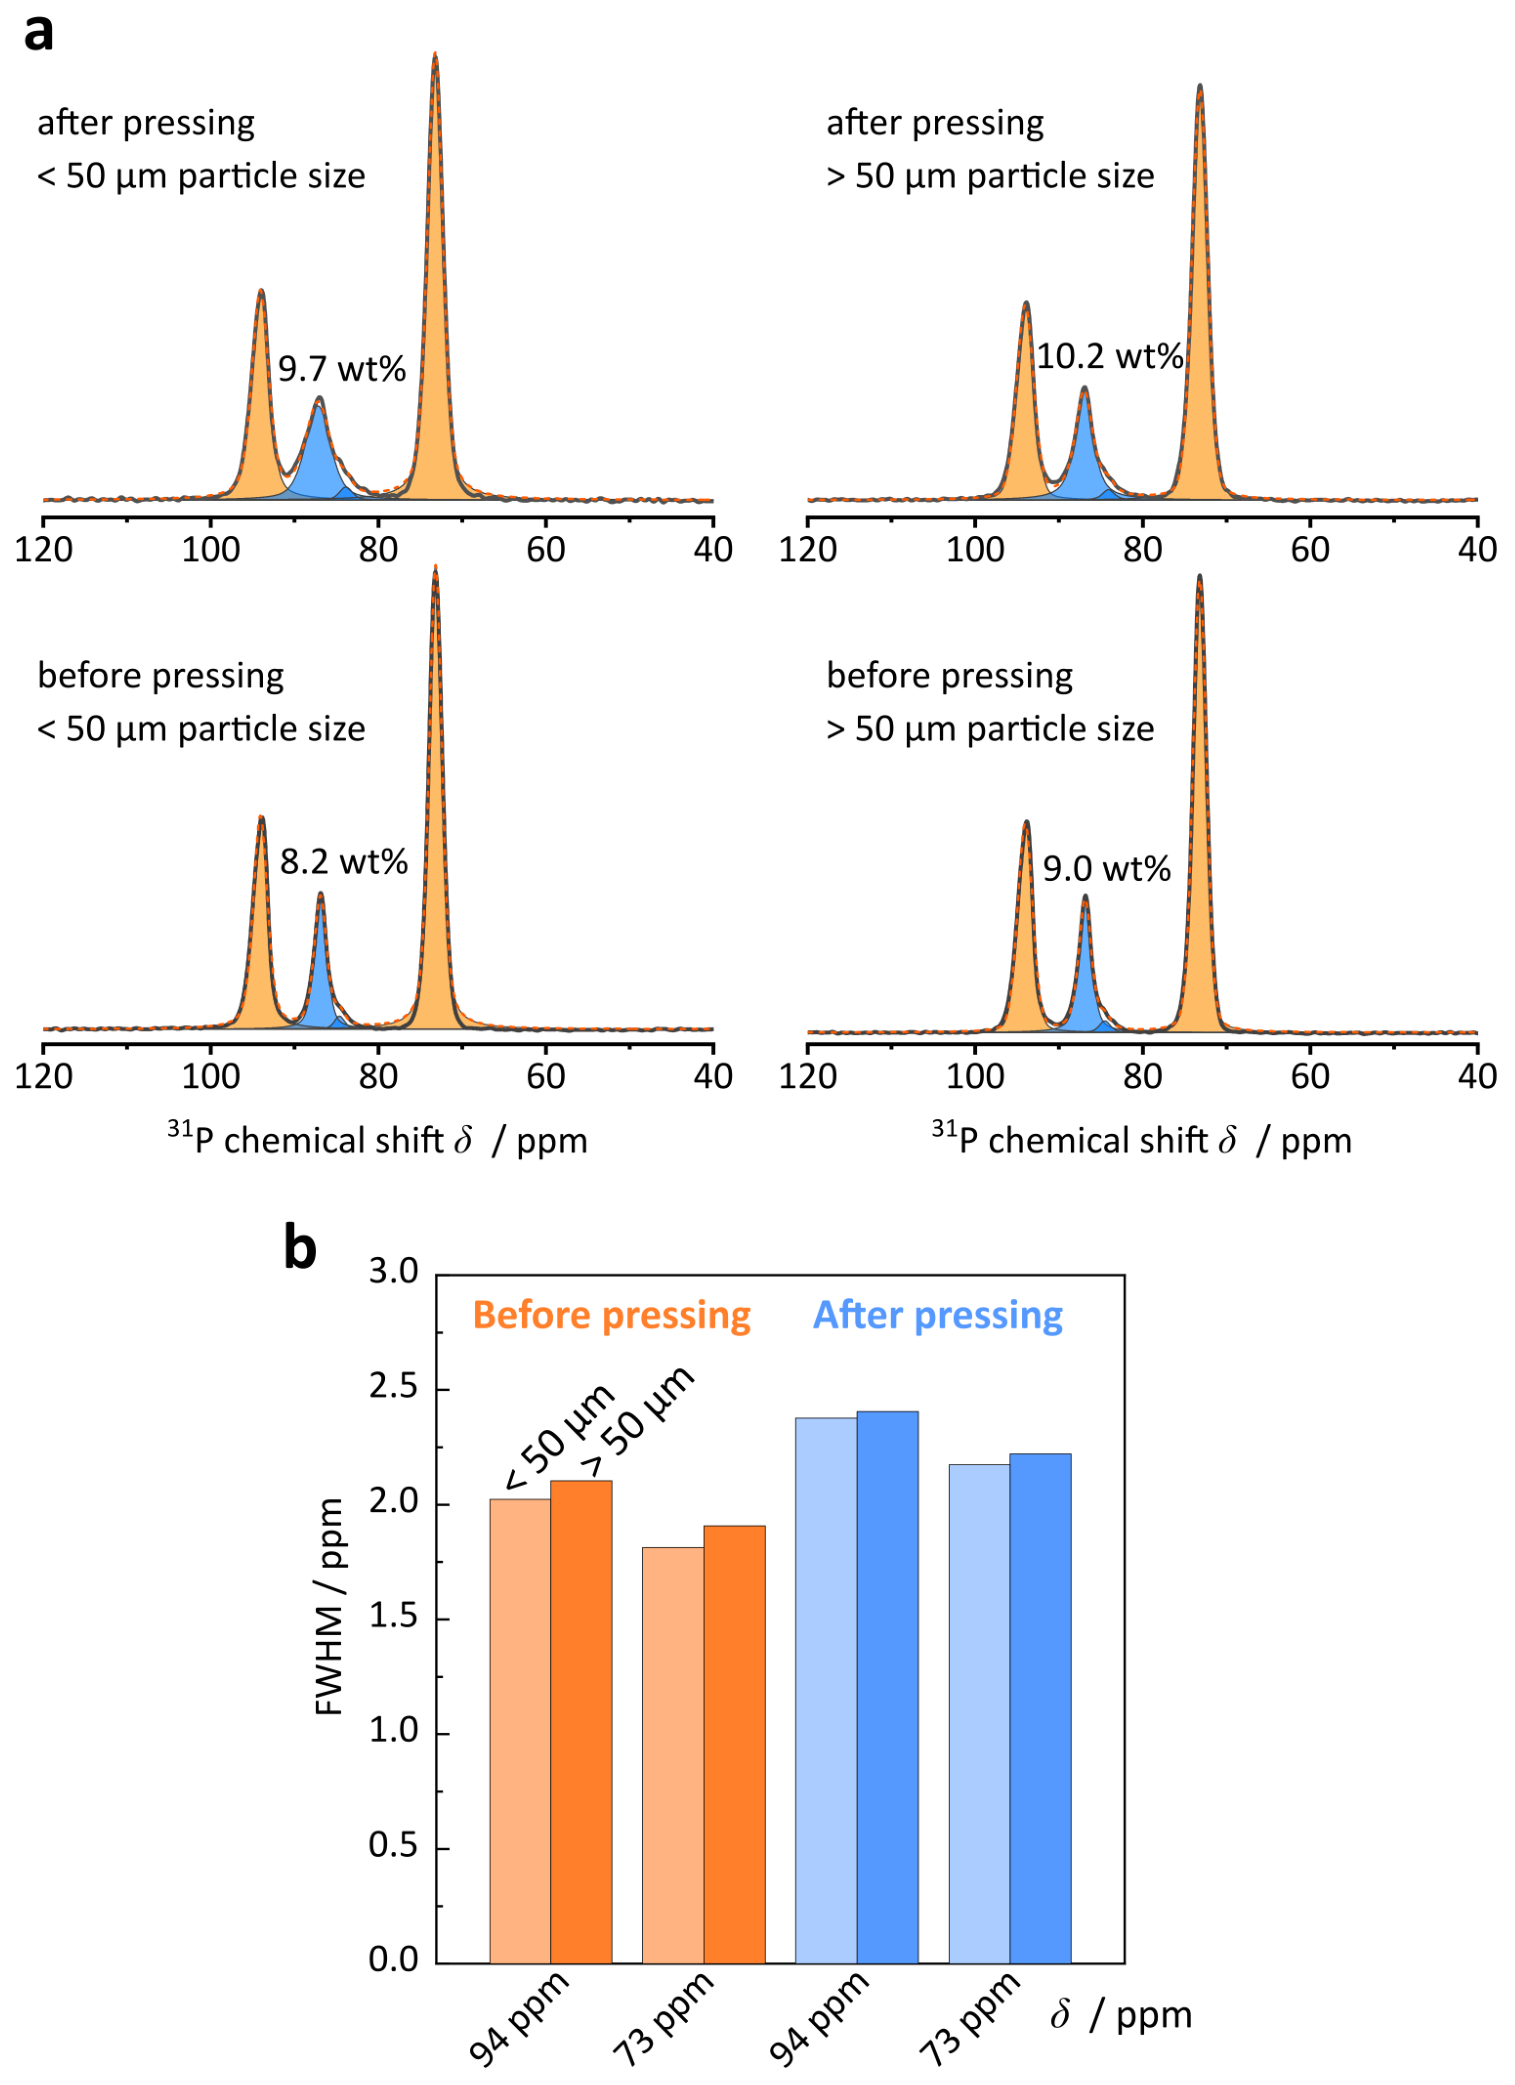 a
after pressing
< 50 µm particle size
9.7 wt%
120 100 80 60 40
after pressing
> 50 µm particle size
10.2 wt%
120 100 80 60 40
before pressing
< 50 µm particle size
8.2 wt%
120 100 80 60 40
³¹P chemical shift δ / ppm
before pressing
> 50 µm particle size
9.0 wt%
120 100 80 60 40
³¹P chemical shift δ / ppm
b
Before pressing
After pressing
< 50 µm
> 50 µm
3.0
2.5
2.0
1.5
1.0
0.5
0.0
FWHM / ppm
94 ppm
73 ppm
94 ppm
73 ppm
δ / ppm